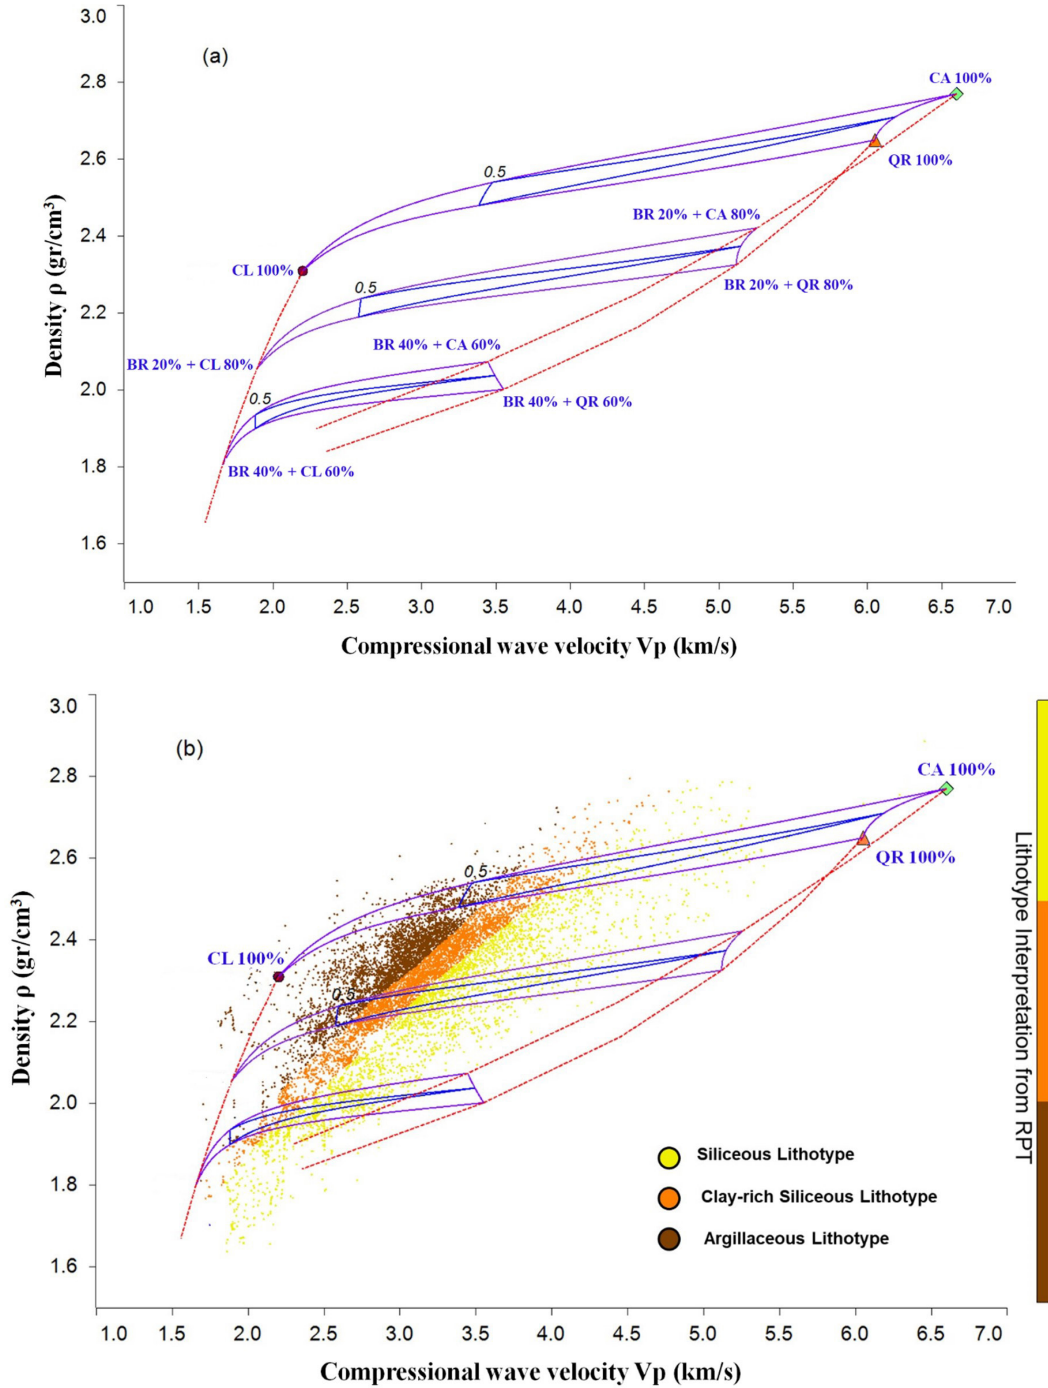 3.0
(a)
CA 100%
2.8
2.6
QR 100%
0.5
BR 20% + CA 80%
2.4
CL 100%
BR 20% + QR 80%
0.5
2.2
BR 40% + CA 60%
BR 20% + CL 80%
2.0
0.5
BR 40% + QR 60%
BR 40% + CL 60%
1.8
1.6
Density ρ (gr/cm³)
1.0 1.5 2.0 2.5 3.0 3.5 4.0 4.5 5.0 5.5 6.0 6.5 7.0
Compressional wave velocity Vp (km/s)
3.0
(b)
CA 100%
2.8
2.6
QR 100%
0.5
2.4
CL 100%
0.5
2.2
2.0
1.8
1.6
Siliceous Lithotype
Clay-rich Siliceous Lithotype
Argillaceous Lithotype
Density ρ (gr/cm³)
Lithotype Interpretation from RPT
1.0 1.5 2.0 2.5 3.0 3.5 4.0 4.5 5.0 5.5 6.0 6.5 7.0
Compressional wave velocity Vp (km/s)